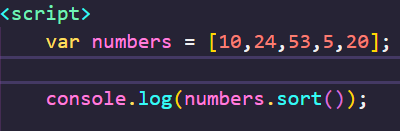 <script>
var numbers = [10,24,53,5,20];
console.log(numbers.sort());